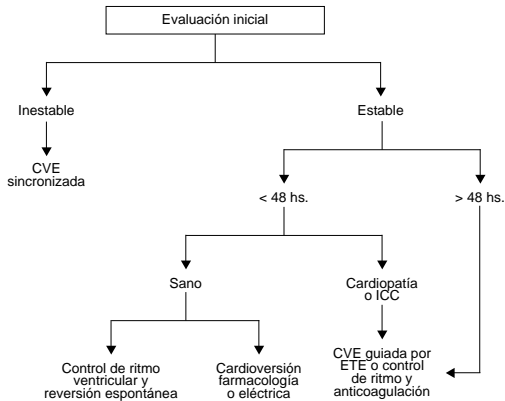 Evaluación inicial
Inestable
Estable
CVE
sincronizada
< 48 hs.
> 48 hs.
Sano
Cardiopatía
o ICC
Control de ritmo
ventricular y
reversión espontánea
Cardioversión
farmacología
o eléctrica
CVE guiada por
ETE o control
de ritmo y
anticoagulación